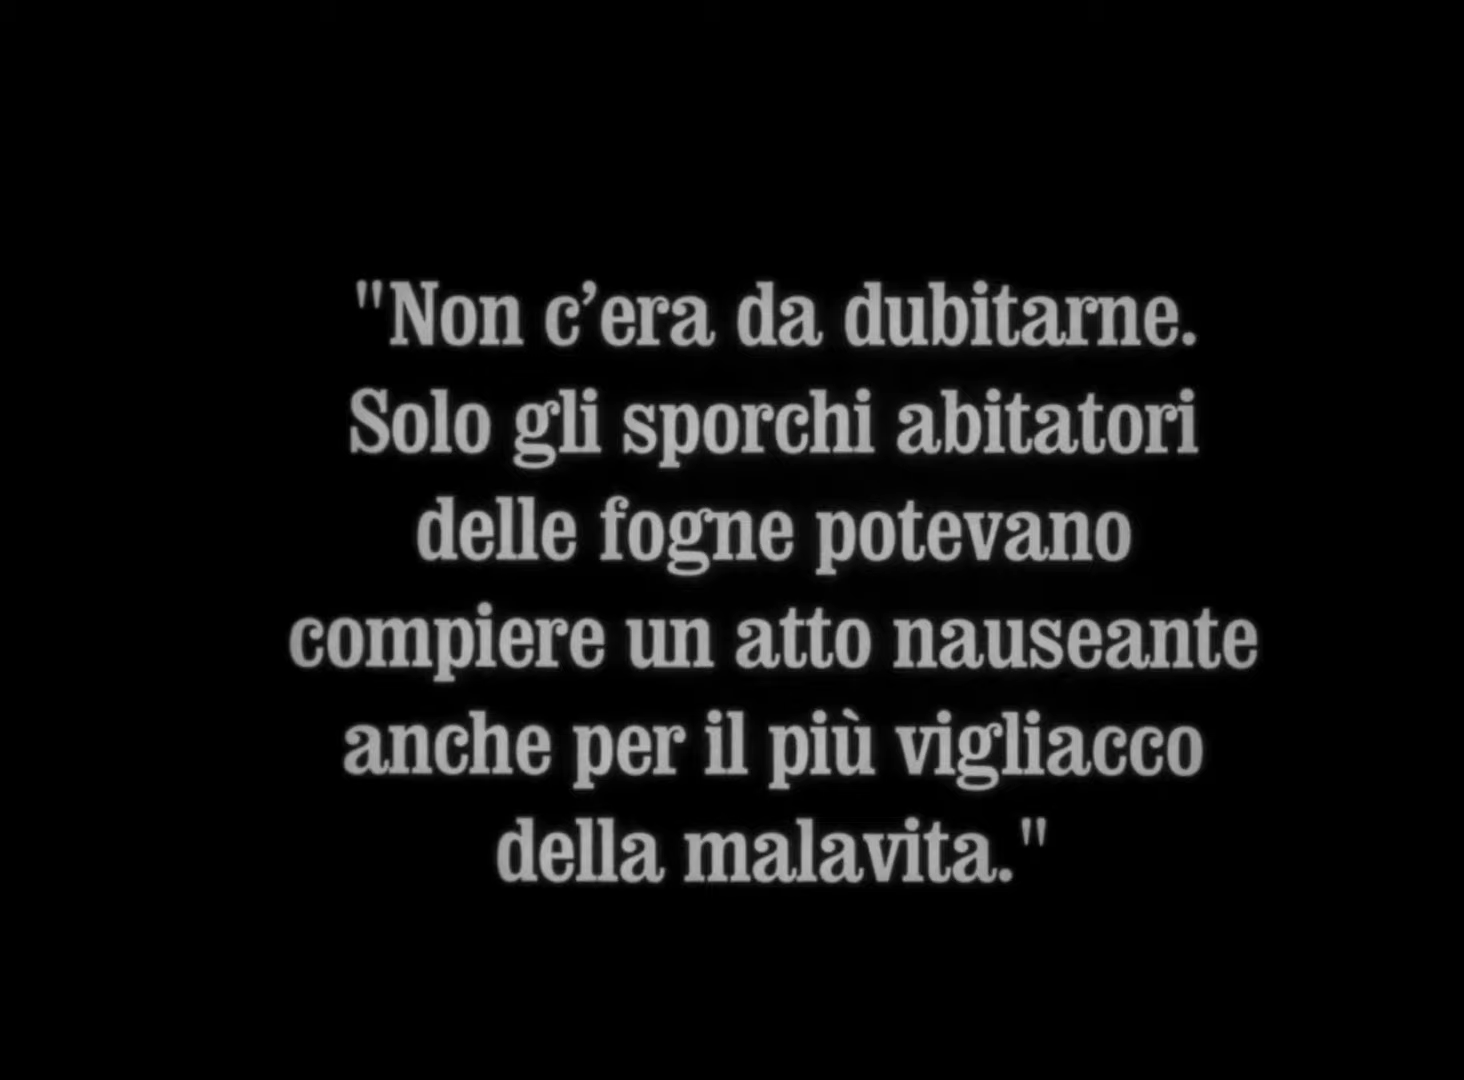 "Non c’era da dubitarne.
Solo gli sporchi abitatori
delle fogne potevano
compiere un atto nauseante
anche per il più vigliacco
della malavita."